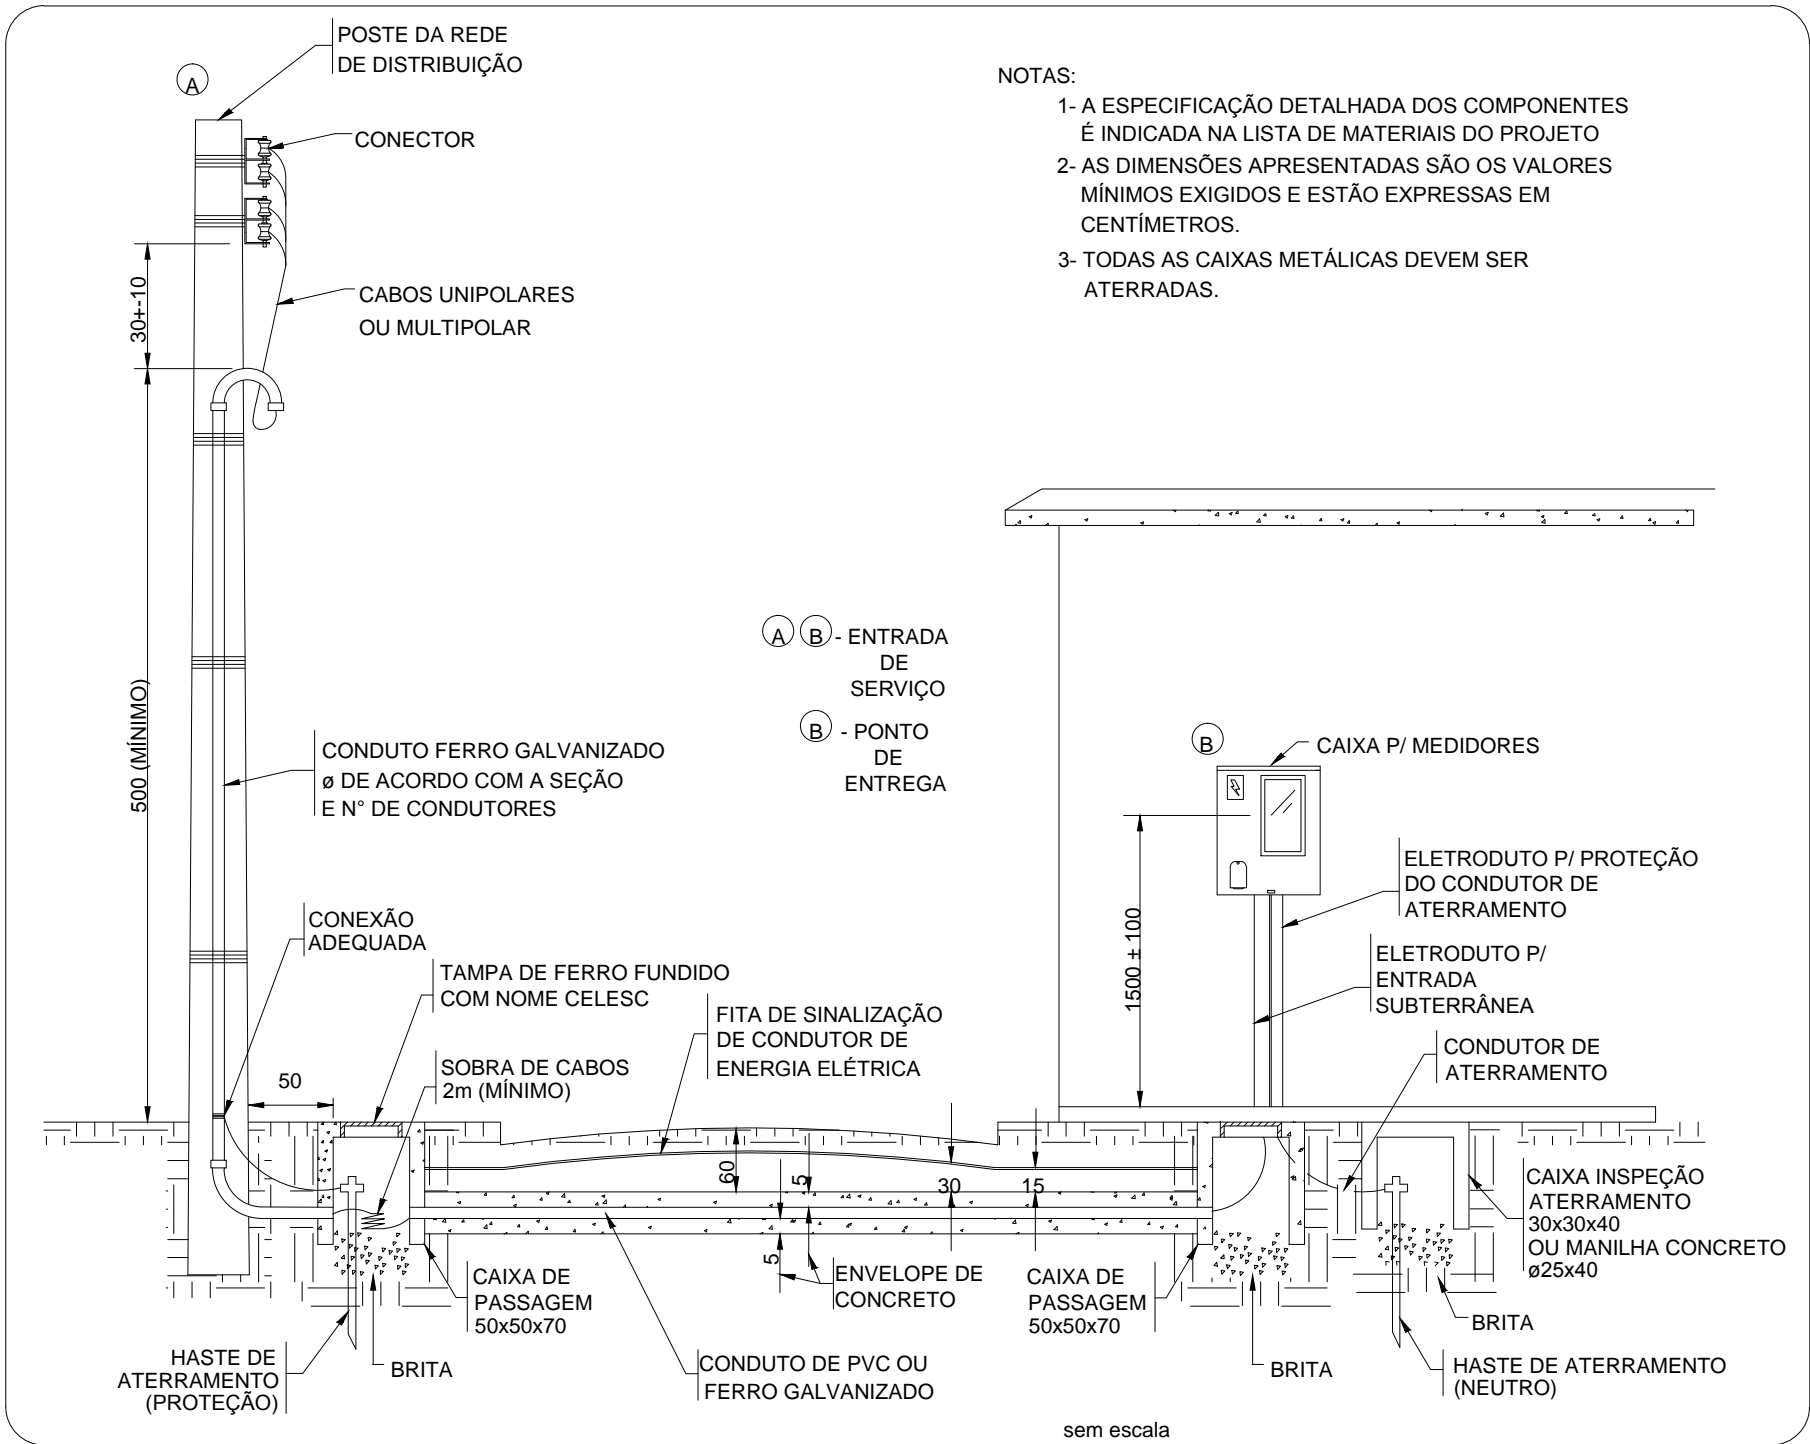 POSTE DA REDE
DE DISTRIBUIÇÃO
A
CONECTOR
NOTAS:
1- A ESPECIFICAÇÃO DETALHADA DOS COMPONENTES
É INDICADA NA LISTA DE MATERIAIS DO PROJETO
2- AS DIMENSÕES APRESENTADAS SÃO OS VALORES
MÍNIMOS EXIGIDOS E ESTÃO EXPRESSAS EM
CENTÍMETROS.
3- TODAS AS CAIXAS METÁLICAS DEVEM SER
ATERRADAS.
30+-10
CABOS UNIPOLARES
OU MULTIPOLAR
500 (MÍNIMO)
A B - ENTRADA
DE
SERVIÇO
B - PONTO
DE
ENTREGA
CONDUTO FERRO GALVANIZADO
ø DE ACORDO COM A SEÇÃO
E N° DE CONDUTORES
B
CAIXA P/ MEDIDORES
1500 ± 100
ELETRODUTO P/ PROTEÇÃO
DO CONDUTOR DE
ATERRAMENTO
ELETRODUTO P/
ENTRADA
SUBTERRÂNEA
CONEXÃO
ADEQUADA
TAMPA DE FERRO FUNDIDO
COM NOME CELESC
FITA DE SINALIZAÇÃO
DE CONDUTOR DE
ENERGIA ELÉTRICA
SOBRA DE CABOS
2m (MÍNIMO)
50
CONDUTOR DE
ATERRAMENTO
60
5
30
15
5
CAIXA INSPEÇÃO
ATERRAMENTO
30x30x40
OU MANILHA CONCRETO
ø25x40
CAIXA DE
PASSAGEM
50x50x70
ENVELOPE DE
CONCRETO
CAIXA DE
PASSAGEM
50x50x70
BRITA
HASTE DE
ATERRAMENTO
(PROTEÇÃO)
BRITA
CONDUTO DE PVC OU
FERRO GALVANIZADO
BRITA
HASTE DE ATERRAMENTO
(NEUTRO)
sem escala